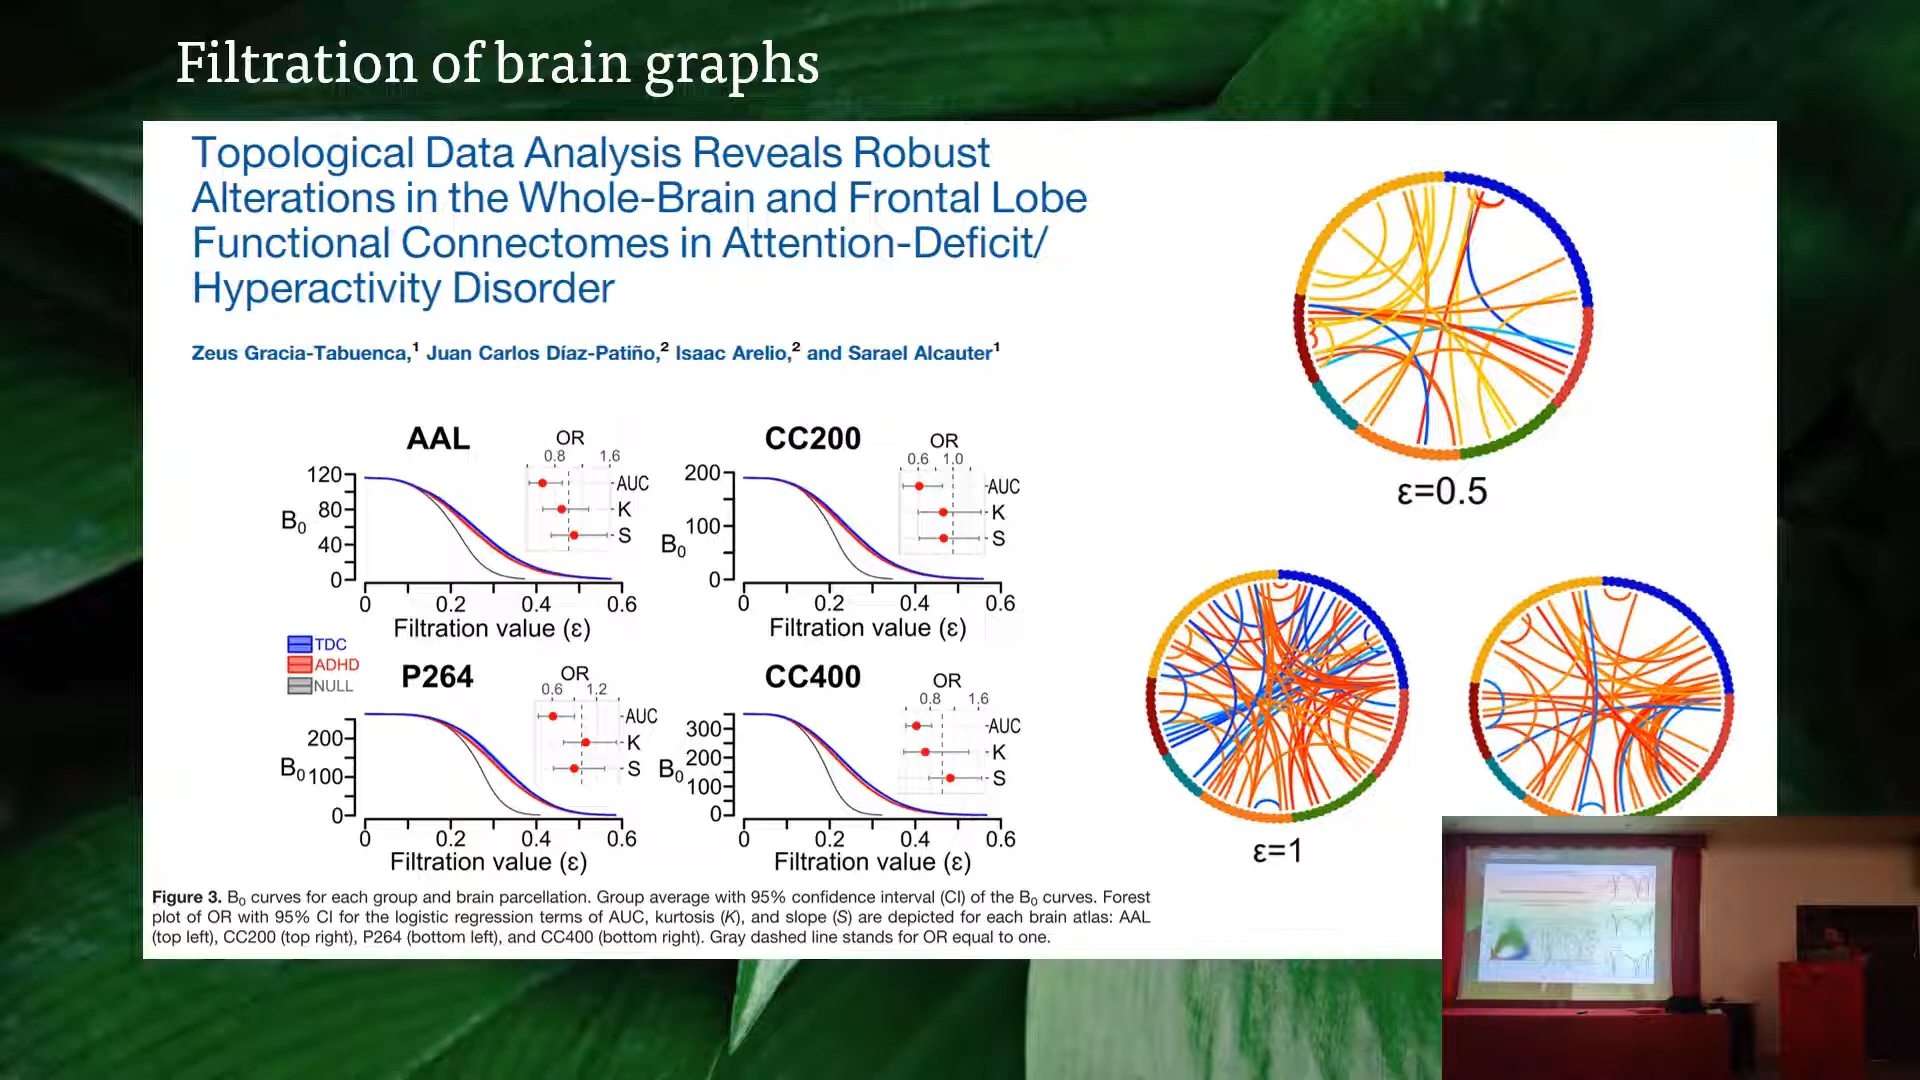 Filtration of brain graphs
Topological Data Analysis Reveals Robust
Alterations in the Whole-Brain and Frontal Lobe
Functional Connectomes in Attention-Deficit/
Hyperactivity Disorder
Zeus Gracia-Tabuenca,¹ Juan Carlos Díaz-Patiño,² Isaac Arelio,² and Sarael Alcauter¹
AAL
OR
0.8 1.6
AUC
K
S
B₀
120
80
40
0
0 0.2 0.4 0.6
Filtration value (ε)
CC200
OR
0.6 1.0
AUC
K
S
B₀
200
100
0
0 0.2 0.4 0.6
Filtration value (ε)
TDC
ADHD
NULL
P264
OR
0.6 1.2
AUC
K
S
B₀
200
100
0
0 0.2 0.4 0.6
Filtration value (ε)
CC400
OR
0.8 1.6
AUC
K
S
B₀
300
200
100
0
0 0.2 0.4 0.6
Filtration value (ε)
Figure 3. B₀ curves for each group and brain parcellation. Group average with 95% confidence interval (CI) of the B₀ curves. Forest
plot of OR with 95% CI for the logistic regression terms of AUC, kurtosis (K), and slope (S) are depicted for each brain atlas: AAL
(top left), CC200 (top right), P264 (bottom left), and CC400 (bottom right). Gray dashed line stands for OR equal to one.
ε=0.5
ε=1